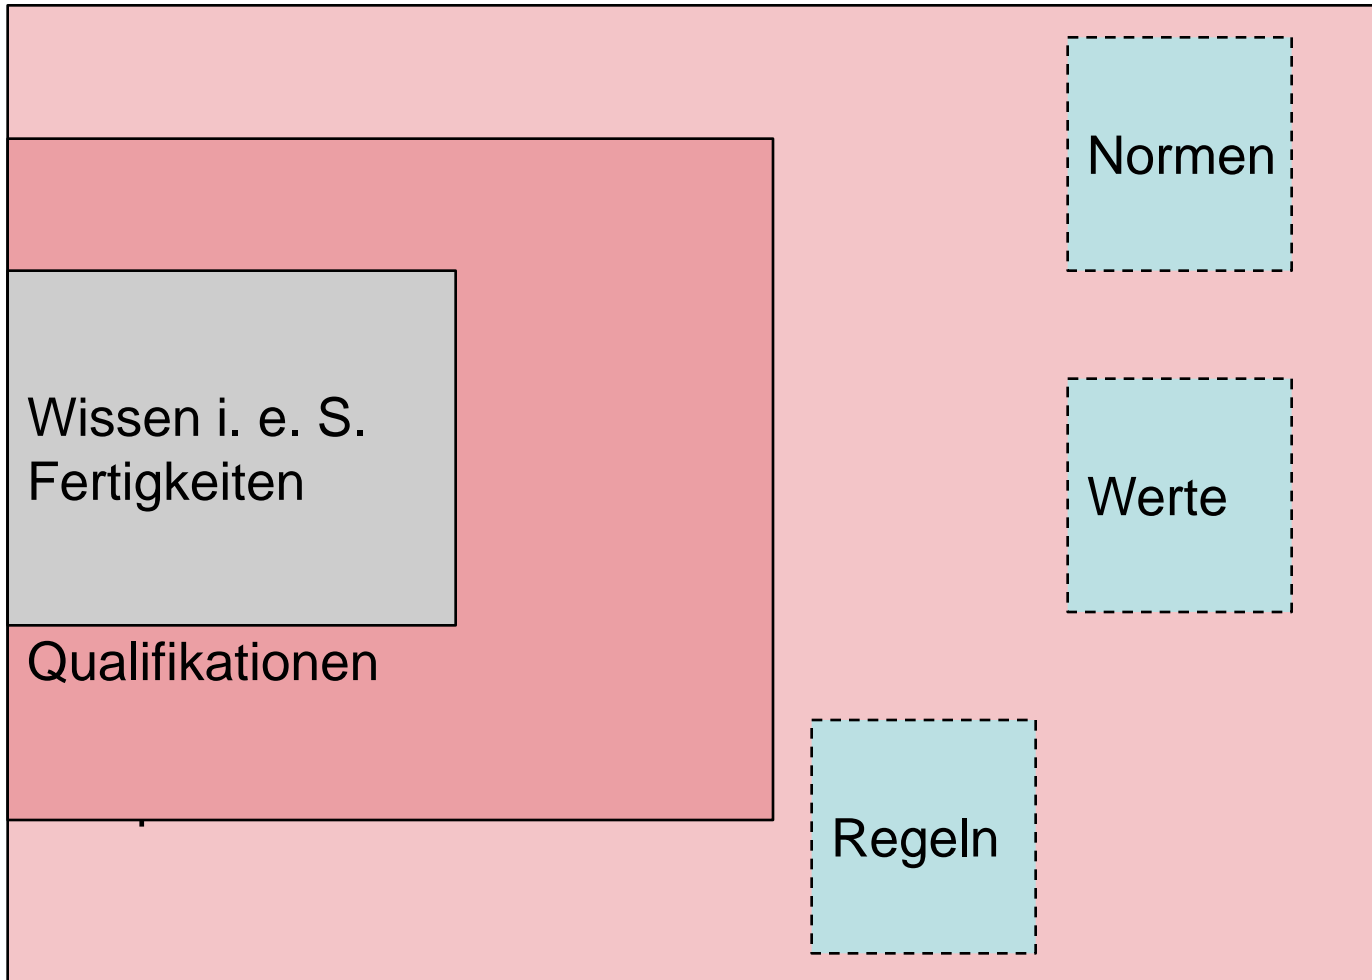 Normen
Wissen i. e. S.
Fertigkeiten
Werte
Qualifikationen
Regeln